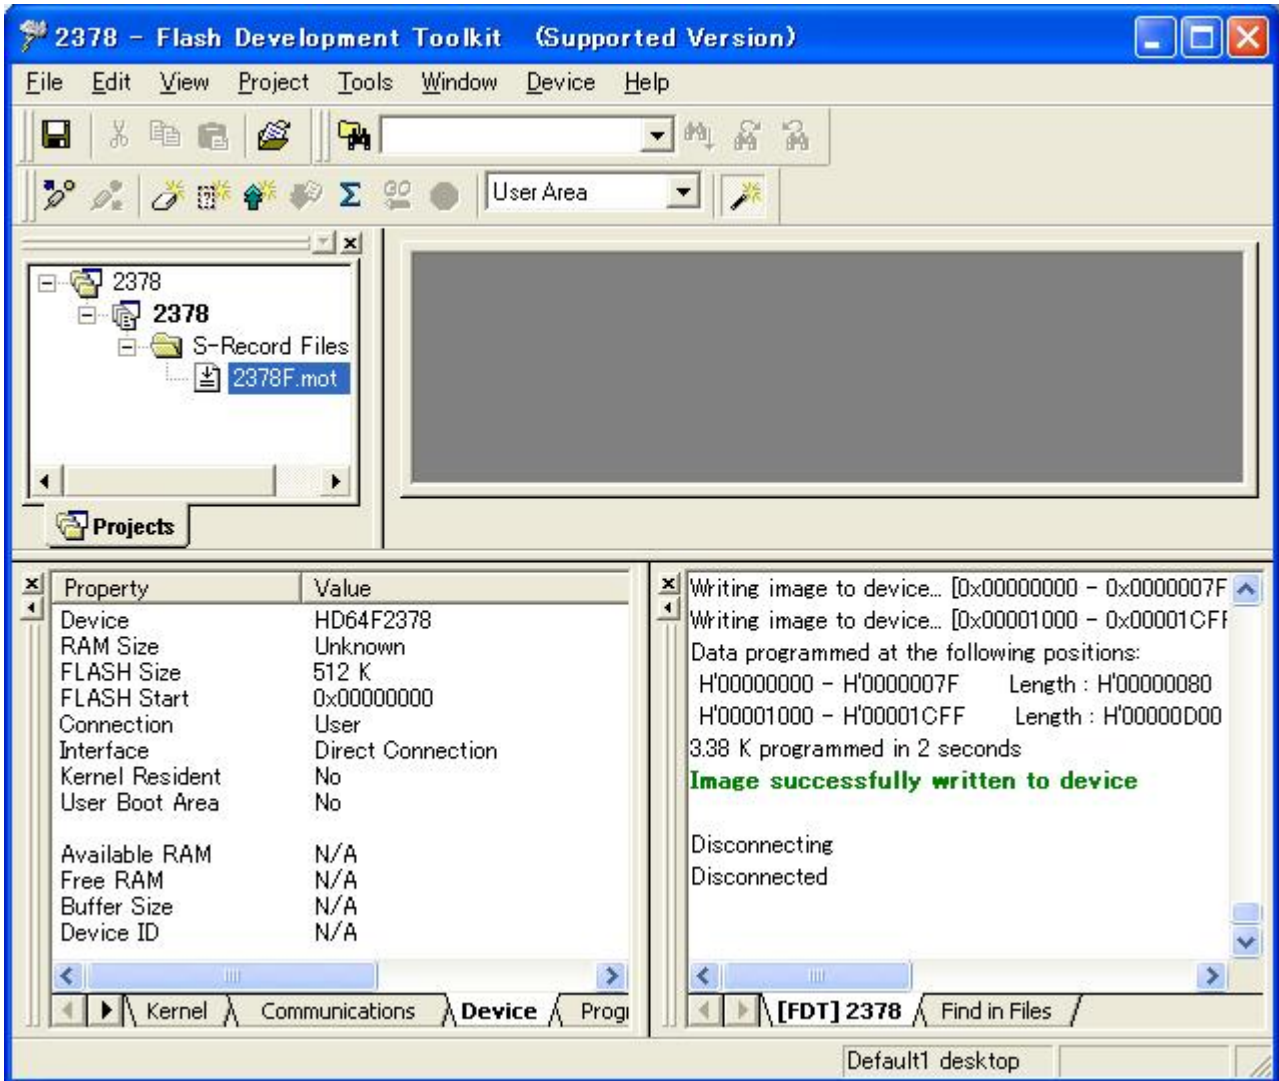 2378 - Flash Development Toolkit (Supported Version)
File Edit View Project Tools Window Device Help
User Area
2378
2378
S-Record Files
2378F.mot
Projects
Property Value
Device HD64F2378
RAM Size Unknown
FLASH Size 512 K
FLASH Start 0x00000000
Connection User
Interface Direct Connection
Kernel Resident No
User Boot Area No
Available RAM N/A
Free RAM N/A
Buffer Size N/A
Device ID N/A
Kernel Communications Device Progr
Writing image to device... [0x00000000 - 0x0000007F
Writing image to device... [0x00001000 - 0x00001CFF
Data programmed at the following positions:
H'00000000 - H'0000007F Length : H'00000080
H'00001000 - H'00001CFF Length : H'00000D00
3.38 K programmed in 2 seconds
Image successfully written to device
Disconnecting
Disconnected
[FDT] 2378 Find in Files
Default1 desktop